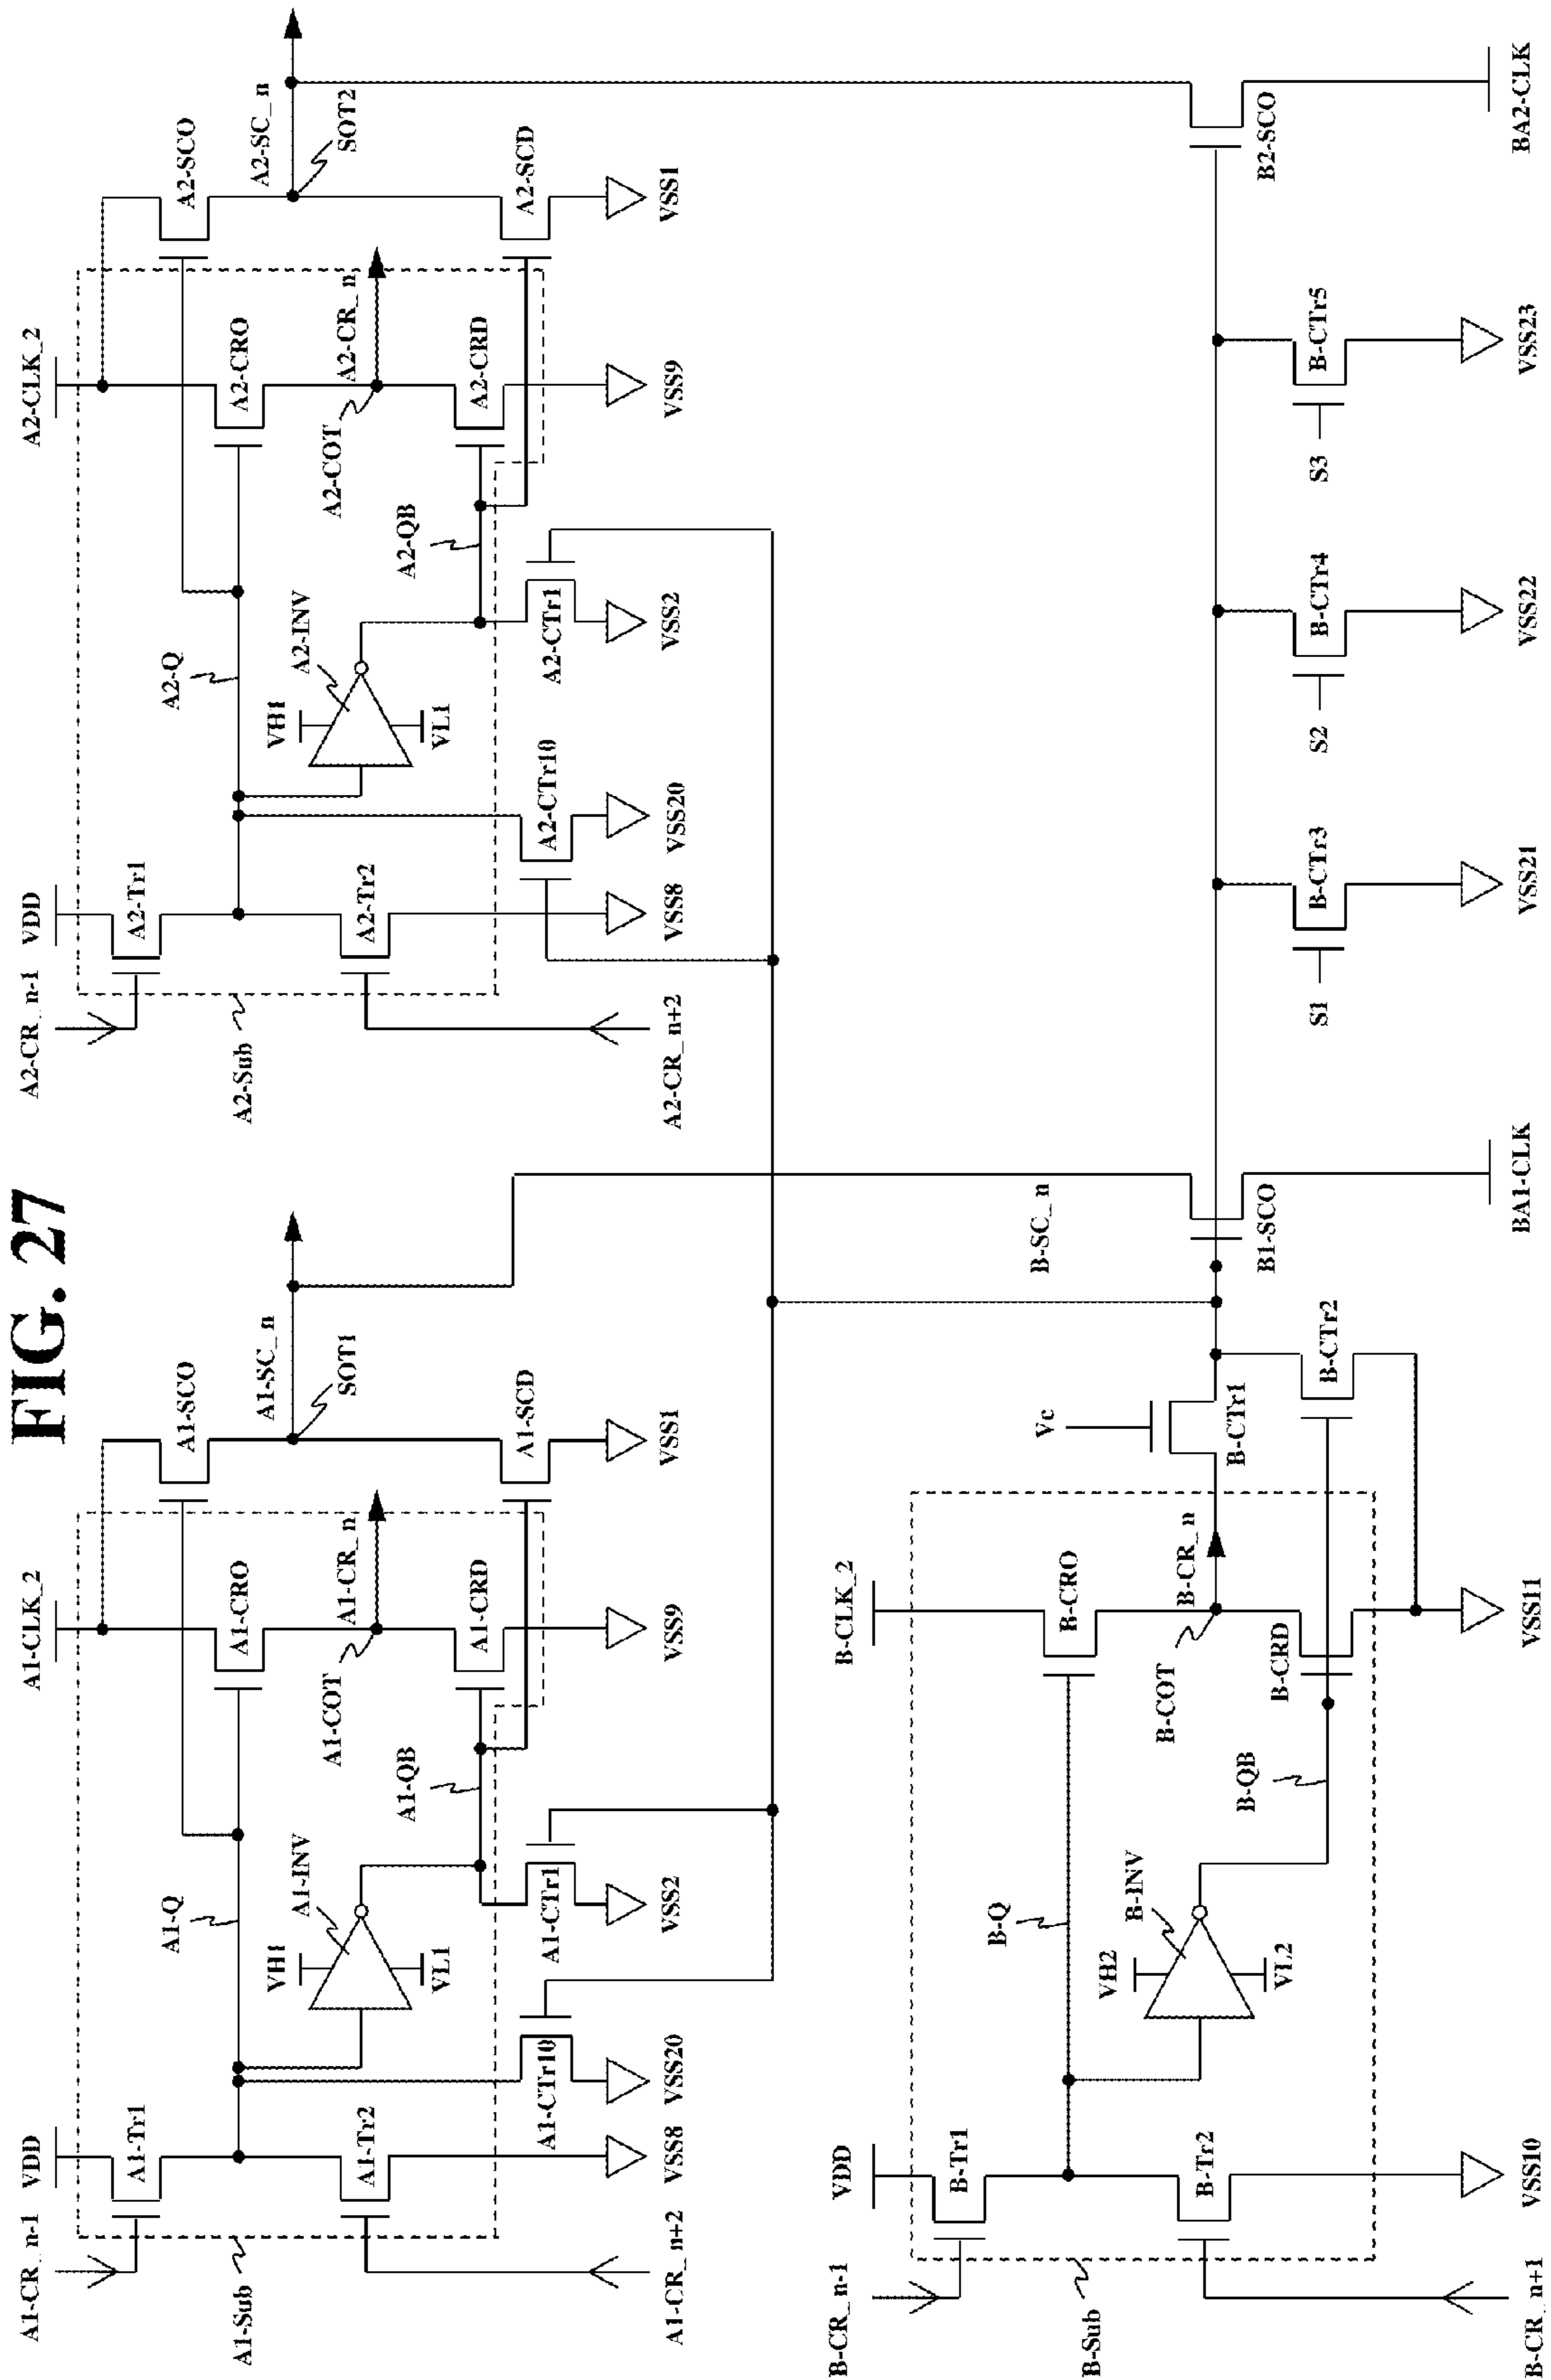 FIG. 27
A1-CR_n-1
VDD
A1-Tr1
A1-Sub
A1-Tr2
A1-CR_n+2
VSS8
A1-CTr10
VSS20
A1-Q
VH1
A1-INV
VL1
A1-CTr1
VSS2
A1-QB
A1-CLK_2
A1-CRO
A1-COT
A1-CR_n
A1-CRD
VSS9
A1-SCO
A1-SC_n
SOT1
A1-SCD
VSS1
A2-CR_n-1
VDD
A2-Tr1
A2-Sub
A2-Tr2
A2-CR_n+2
VSS8
A2-CTr10
VSS20
A2-Q
VH1
A2-INV
VL1
A2-CTr1
VSS2
A2-QB
A2-CLK_2
A2-CRO
A2-COT
A2-CR_n
A2-CRD
VSS9
A2-SCO
A2-SC_n
SOT2
A2-SCD
VSS1
B-CR_n-1
VDD
B-Tr1
B-Sub
B-Tr2
B-CR_n+1
VSS10
B-Q
VH2
B-INV
VL2
B-QB
B-CLK_2
B-CRO
B-COT
B-CR_n
B-CRD
VSS11
Vc
B-CTr1
B-CTr2
B-SC_n
B1-SCO
BA1-CLK
S1
B-CTr3
VSS21
S2
B-CTr4
VSS22
S3
B-CTr5
VSS23
B2-SCO
BA2-CLK